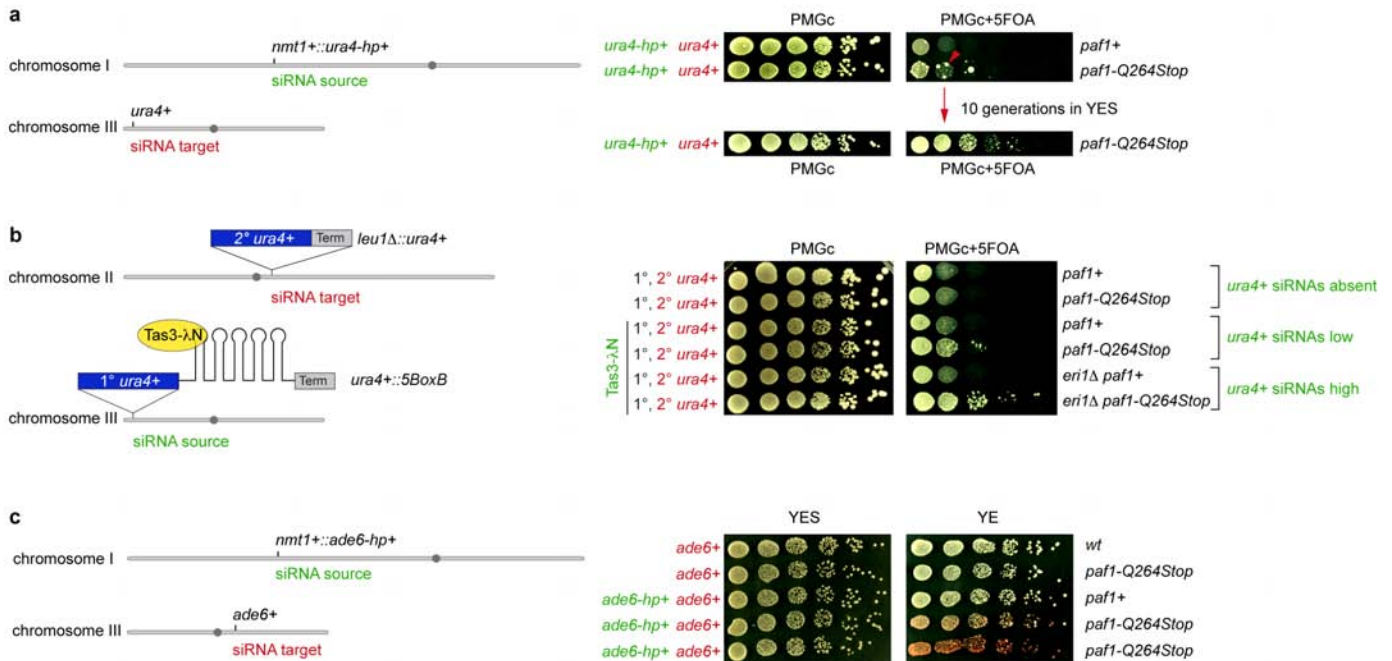 a
nmt1+::ura4-hp+
chromosome I
siRNA source
ura4+
chromosome III
siRNA target
PMGc PMGc+5FOA
ura4-hp+ ura4+ paf1+
ura4-hp+ ura4+ paf1-Q264Stop
10 generations in YES
ura4-hp+ ura4+ paf1-Q264Stop
PMGc PMGc+5FOA
b
2° ura4+ Term leu1Δ::ura4+
chromosome II
siRNA target
Tas3-λN
1° ura4+ Term ura4+::5BoxB
chromosome III
siRNA source
PMGc PMGc+5FOA
1°, 2° ura4+ paf1+
1°, 2° ura4+ paf1-Q264Stop
ura4+ siRNAs absent
Tas3-λN
1°, 2° ura4+ paf1+
1°, 2° ura4+ paf1-Q264Stop
ura4+ siRNAs low
1°, 2° ura4+ eri1Δ paf1+
1°, 2° ura4+ eri1Δ paf1-Q264Stop
ura4+ siRNAs high
c
nmt1+::ade6-hp+
chromosome I
siRNA source
ade6+
chromosome III
siRNA target
YES YE
ade6+ wt
ade6+ paf1-Q264Stop
ade6-hp+ ade6+ paf1+
ade6-hp+ ade6+ paf1-Q264Stop
ade6-hp+ ade6+ paf1-Q264Stop